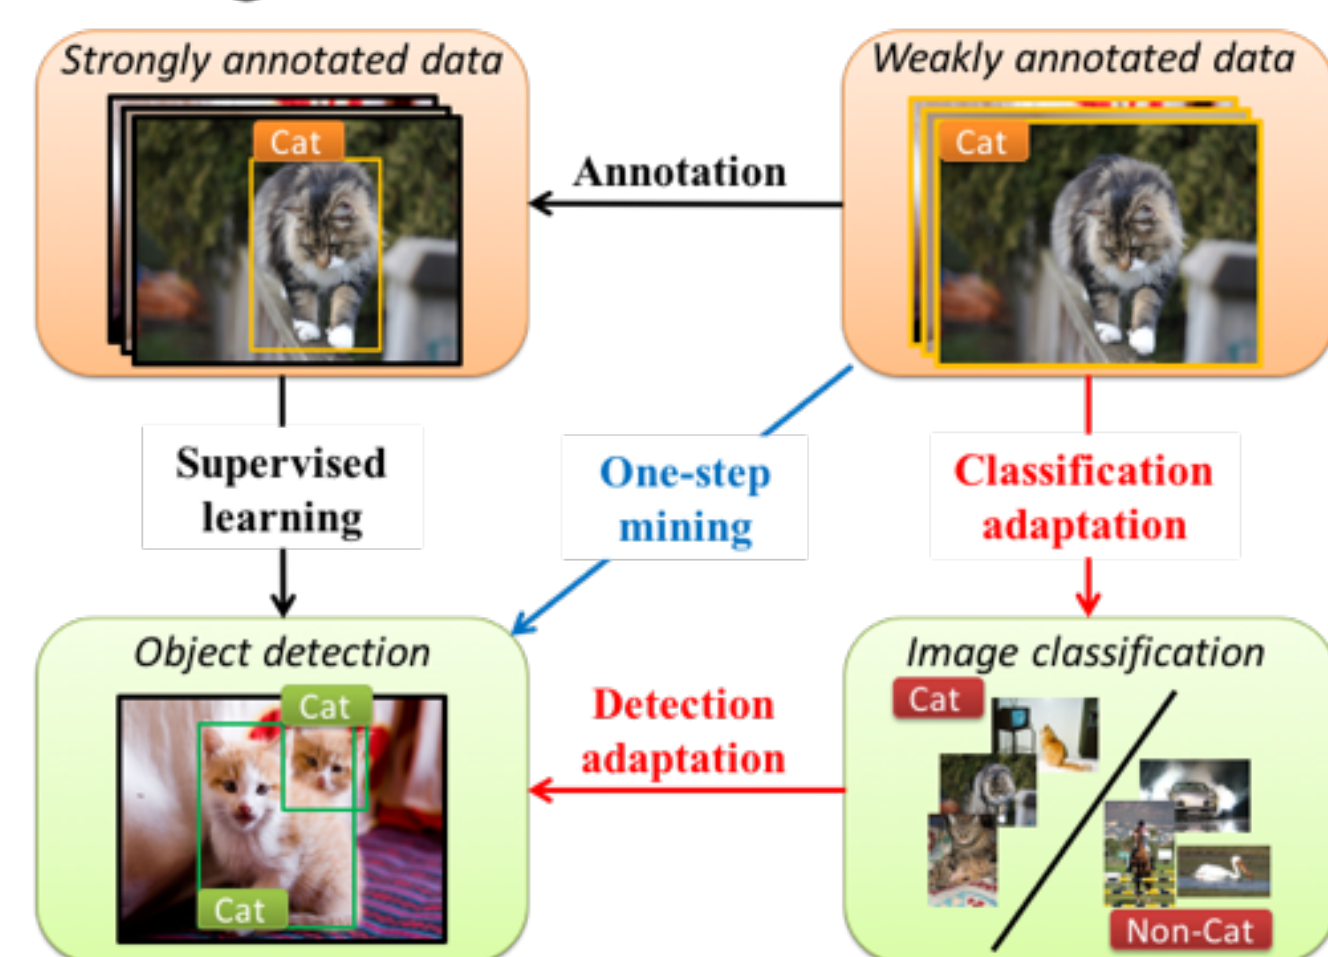 Strongly annotated data
Weakly annotated data
Cat
Cat
Annotation
Supervised
learning
One-step
mining
Classification
adaptation
Object detection
Image classification
Cat
Cat
Detection
adaptation
Cat
Non-Cat